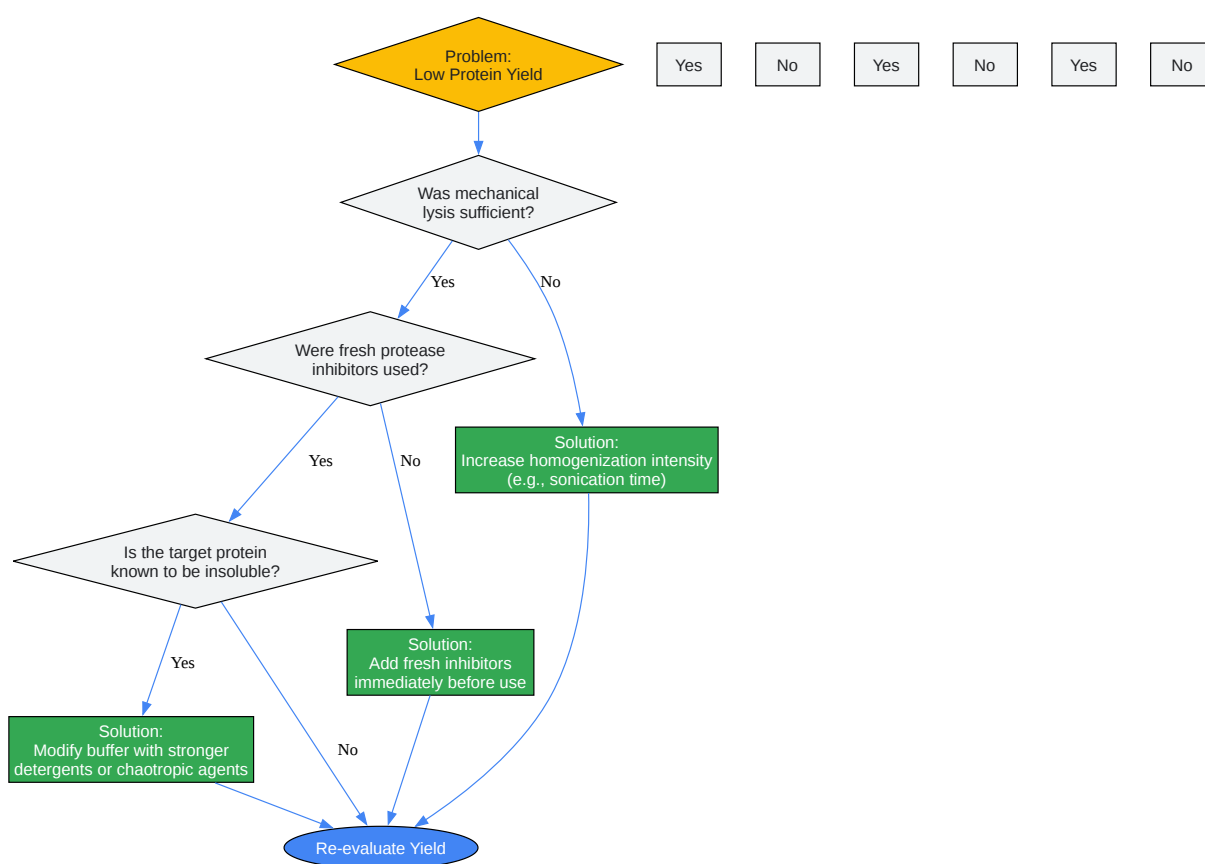 Problem:
Low Protein Yield
Yes
No
Yes
No
Yes
No
Was mechanical
lysis sufficient?
Yes
No
Were fresh protease
inhibitors used?
Yes
No
Solution:
Increase homogenization intensity
(e.g., sonication time)
Is the target protein
known to be insoluble?
Yes
No
Solution:
Add fresh inhibitors
immediately before use
Solution:
Modify buffer with stronger
detergents or chaotropic agents
Re-evaluate Yield